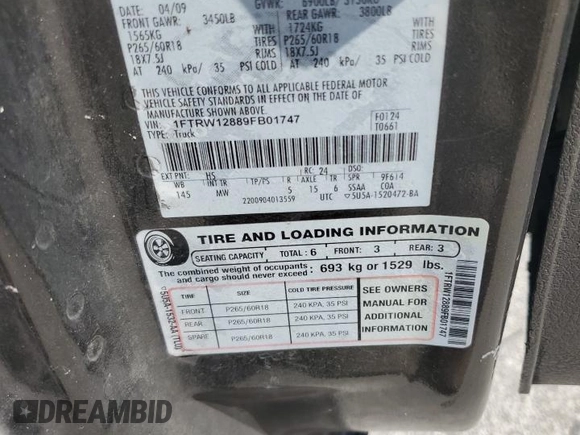 DATE: 04/09 GVWR: 6900LB/ 3130KG
FRONT GAWR: 3450LB REAR GAWR: 3800LB
1565KG 1724KG
P265/60R18 TIRES P265/60R18 TIRES
18X7.5J RIMS 18X7.5J RIMS
AT 240 kPa/ 35 PSI COLD AT 240 kPa/ 35 PSI COLD
THIS VEHICLE CONFORMS TO ALL APPLICABLE FEDERAL MOTOR
VEHICLE SAFETY STANDARDS IN EFFECT ON THE DATE OF
MANUFACTURE SHOWN ABOVE
VIN: 1FTRW12889FB01747
TYPE: Truck
F0124
T0661
EXT PNT: HS RC: 24 DSO:
WB INT TR TP/PS R AXLE TR SPR 9F614
145 MW 5 15 6 SSAA COA
2200904013559 UTC 5U5A-1520472-BA
TIRE AND LOADING INFORMATION
SEATING CAPACITY TOTAL: 6 FRONT: 3 REAR: 3
The combined weight of occupants and cargo should never exceed: 693 kg or 1529 lbs.
TIRE SIZE COLD TIRE PRESSURE
FRONT P265/60R18 240 KPA, 35 PSI
REAR P265/60R18 240 KPA, 35 PSI
SPARE P265/60R18 240 KPA, 35 PSI
SEE OWNERS
MANUAL FOR
ADDITIONAL
INFORMATION
1FTRW12889FB01747
DREAMBID